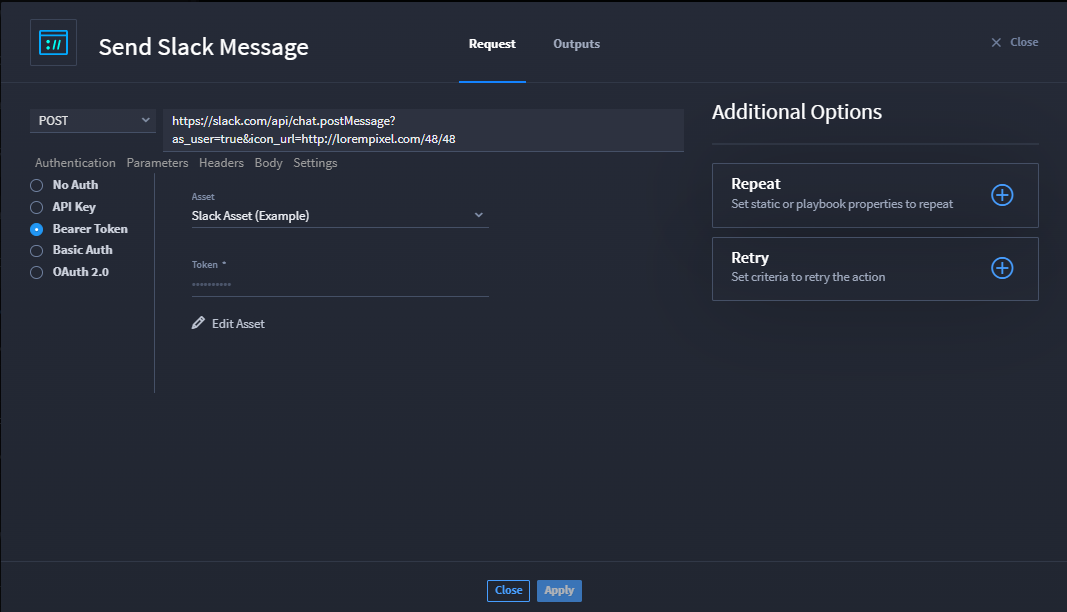 Send Slack Message
Request
Outputs
Close
POST
https://slack.com/api/chat.postMessage?
as_user=true&icon_url=http://lorempixel.com/48/48
Authentication Parameters Headers Body Settings
No Auth
API Key
Bearer Token
Basic Auth
OAuth 2.0
Asset
Slack Asset (Example)
Token *
**********
Edit Asset
Additional Options
Repeat
Set static or playbook properties to repeat
Retry
Set criteria to retry the action
Close
Apply